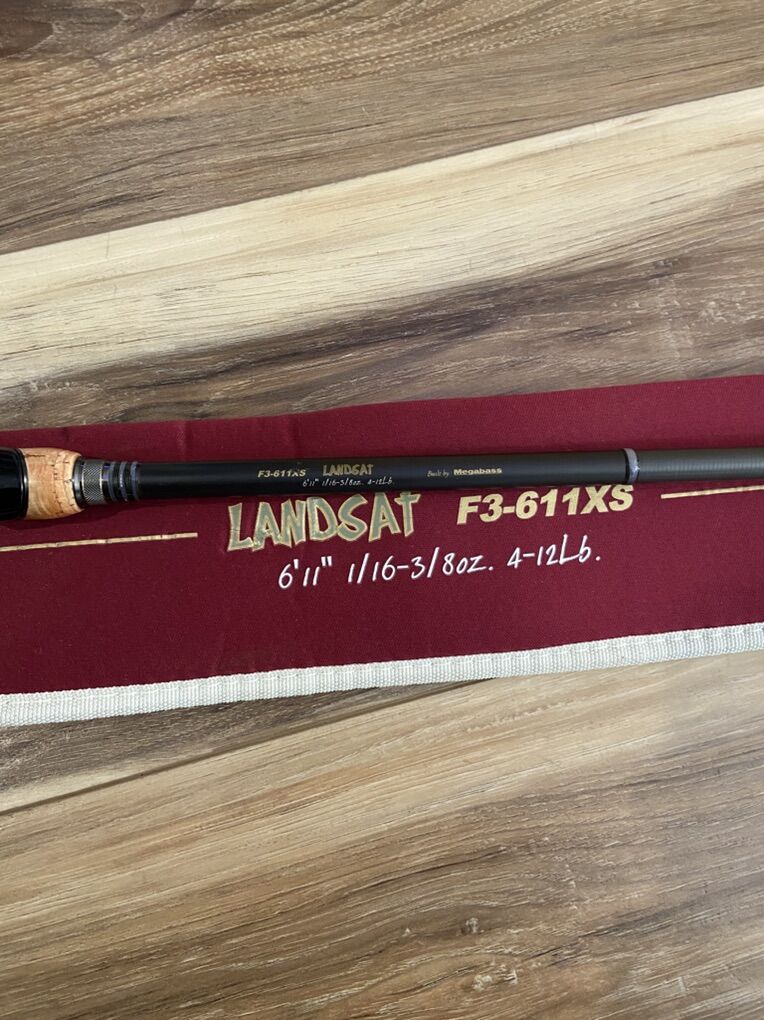 F3-611XS LANDSAT Built by Megabass
6'11" 1/16-3/8oz. 4-12Lb.
LANDSAT F3-611XS
6'11" 1/16-3/8oz. 4-12Lb.